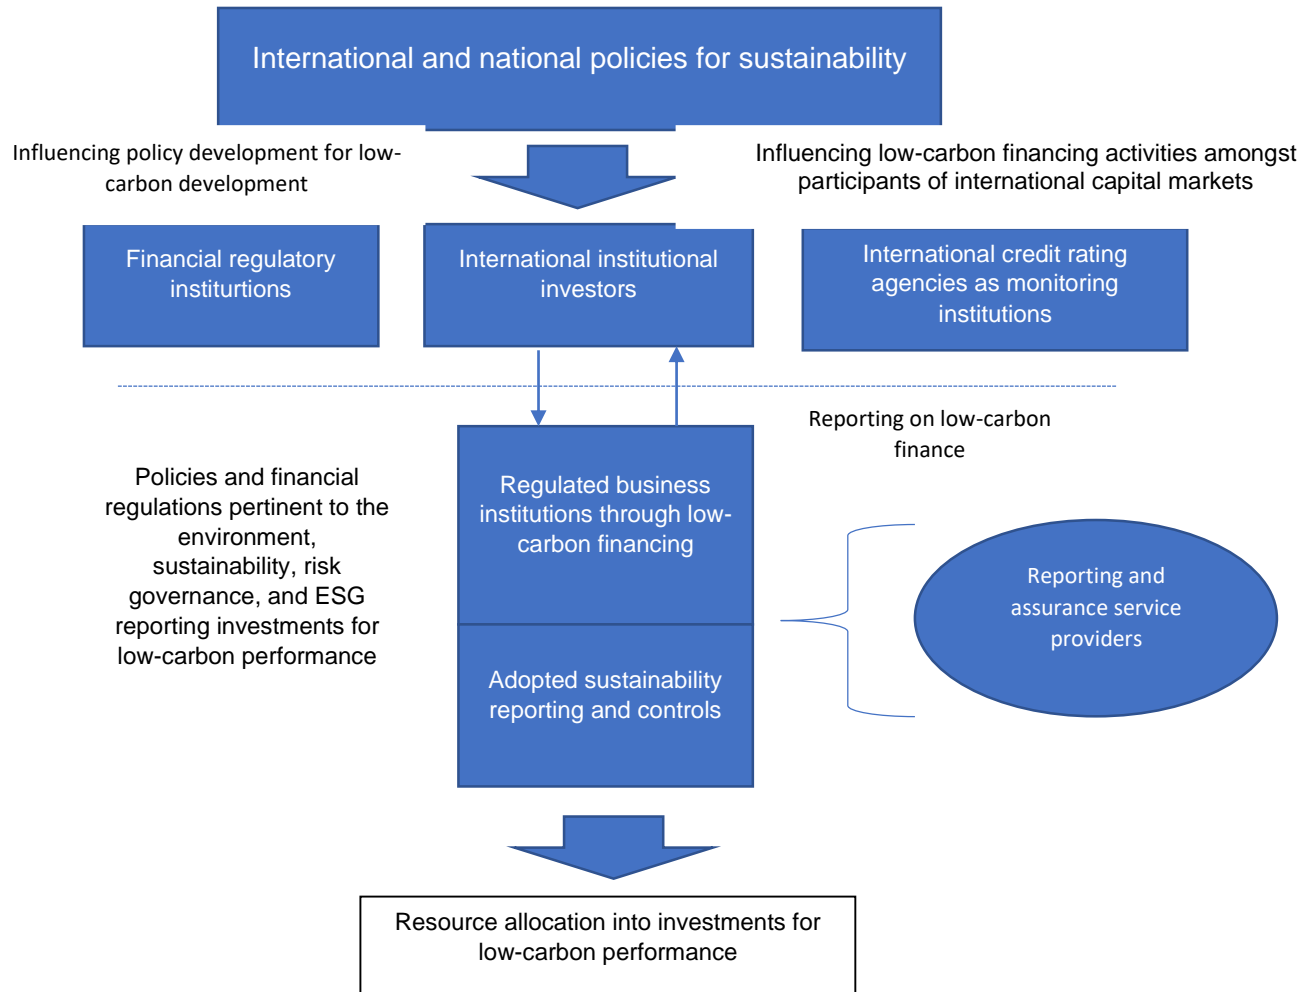 International and national policies for sustainability
Influencing policy development for low-
carbon development
Influencing low-carbon financing activities amongst
participants of international capital markets
Financial regulatory
institurtions
International institutional
investors
International credit rating
agencies as monitoring
institutions
Reporting on low-carbon
finance
Policies and financial
regulations pertinent to the
environment,
sustainability, risk
governance, and ESG
reporting investments for
low-carbon performance
Regulated business
institutions through low-
carbon financing
Reporting and
assurance service
providers
Adopted sustainability
reporting and controls
Resource allocation into investments for
low-carbon performance